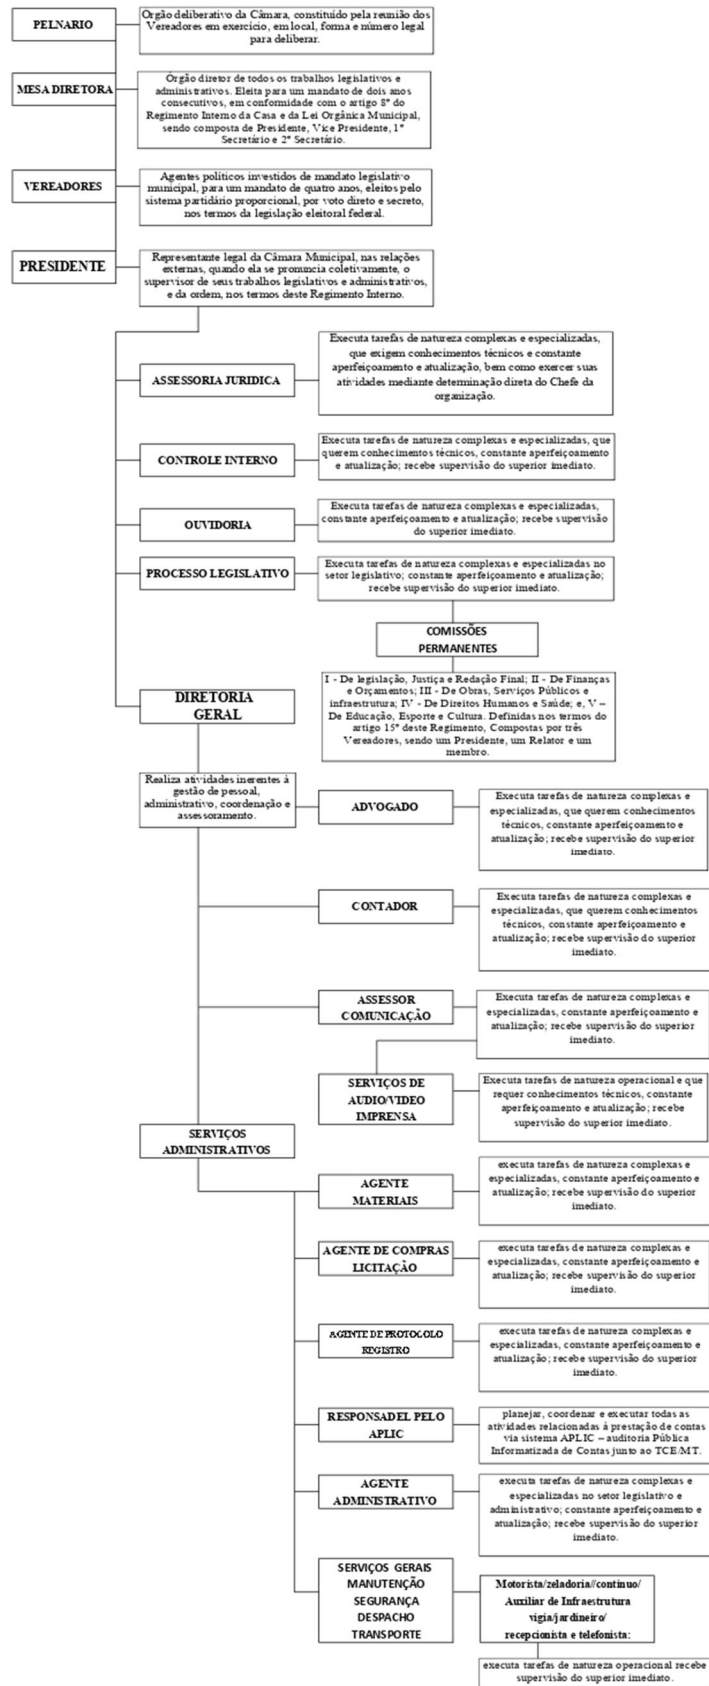 PELNARIO
Orgão deliberativo da Câmara, constituído pela reunião dos
Vereadores em exercício, em local, forma e número legal
para deliberar.
MESA DIRETORA
Órgão diretor de todos os trabalhos legislativos e
administrativos. Eleita para um mandato de dois anos
consecutivos, em conformidade com o artigo 8º do
Regimento Interno da Casa e da Lei Orgânica Municipal,
sendo composta de Presidente, Vice Presidente, 1º
Secretário e 2º Secretário.
VEREADORES
Agentes políticos investidos de mandato legislativo
municipal, para um mandato de quatro anos, eleitos pelo
sistema partidário proporcional, por voto direto e secreto,
nos termos da legislação eleitoral federal.
PRESIDENTE
Representante legal da Câmara Municipal, nas relações
externas, quando ela se pronuncia coletivamente, o
supervisor de seus trabalhos legislativos e administrativos,
e da ordem, nos termos deste Regimento Interno.
ASSESSORIA JURIDICA
Executa tarefas de natureza complexas e especializadas,
que exigem conhecimentos técnicos e constante
aperfeiçoamento e atualização, bem como exercer suas
atividades mediante determinação direta do Chefe da
organização.
CONTROLE INTERNO
Executa tarefas de natureza complexas e especializadas, que
querem conhecimentos técnicos, constante aperfeiçoamento
e atualização; recebe supervisão do superior imediato.
OUVIDORIA
Executa tarefas de natureza complexas e especializadas,
constante aperfeiçoamento e atualização; recebe supervisão
do superior imediato.
PROCESSO LEGISLATIVO
Executa tarefas de natureza complexas e especializadas no
setor legislativo; constante aperfeiçoamento e atualização;
recebe supervisão do superior imediato.
COMISSÕES
PERMANENTES
I - De legislação, Justiça e Redação Final; II - De Finanças
e Orçamentos; III - De Obras, Serviços Públicos e
infraestrutura; IV - De Direitos Humanos e Saúde; e, V –
De Educação, Esporte e Cultura. Definidas nos termos do
artigo 15º deste Regimento, Compostas por três
Vereadores, sendo um Presidente, um Relator e um
membro.
DIRETORIA
GERAL
Realiza atividades inerentes à
gestão de pessoal,
administrativo, coordenação e
assessoramento.
ADVOGADO
Executa tarefas de natureza complexas e
especializadas, que querem conhecimentos
técnicos, constante aperfeiçoamento e
atualização; recebe supervisão do superior
imediato.
CONTADOR
Executa tarefas de natureza complexas e
especializadas, que querem conhecimentos
técnicos, constante aperfeiçoamento e
atualização; recebe supervisão do superior
imediato.
ASSESSOR
COMUNICAÇÃO
Executa tarefas de natureza complexas e
especializadas, constante aperfeiçoamento e
atualização; recebe supervisão do superior
imediato.
SERVIÇOS DE
AUDIO/VIDEO
IMPRENSA
Executa tarefas de natureza operacional e que
requer conhecimentos técnicos, constante
aperfeiçoamento e atualização; recebe
supervisão do superior imediato.
SERVIÇOS
ADMINISTRATIVOS
AGENTE
MATERIAIS
executa tarefas de natureza complexas e
especializadas, constante aperfeiçoamento e
atualização; recebe supervisão do superior
imediato.
AGENTE DE COMPRAS
LICITAÇÃO
executa tarefas de natureza complexas e
especializadas, constante aperfeiçoamento e
atualização; recebe supervisão do superior
imediato.
AGENTE DE PROTOCOLO
REGISTRO
executa tarefas de natureza complexas e
especializadas, constante aperfeiçoamento e
atualização; recebe supervisão do superior
imediato.
RESPONSADEL PELO
APLIC
planejar, coordenar e executar todas as
atividades relacionadas à prestação de contas
via sistema APLIC – auditoria Pública
Informatizada de Contas junto ao TCE/MT.
AGENTE
ADMINISTRATIVO
executa tarefas de natureza complexas e
especializadas no setor legislativo e
administrativo; constante aperfeiçoamento e
atualização; recebe supervisão do superior
imediato.
SERVIÇOS GERAIS
MANUTENÇÃO
SEGURANÇA
DESPACHO
TRANSPORTE
Motorista/zeladoria//contínuo/
Auxiliar de Infraestrutura
vigia/jardineiro/
recepcionista e telefonista:
executa tarefas de natureza operacional recebe
supervisão do superior imediato.